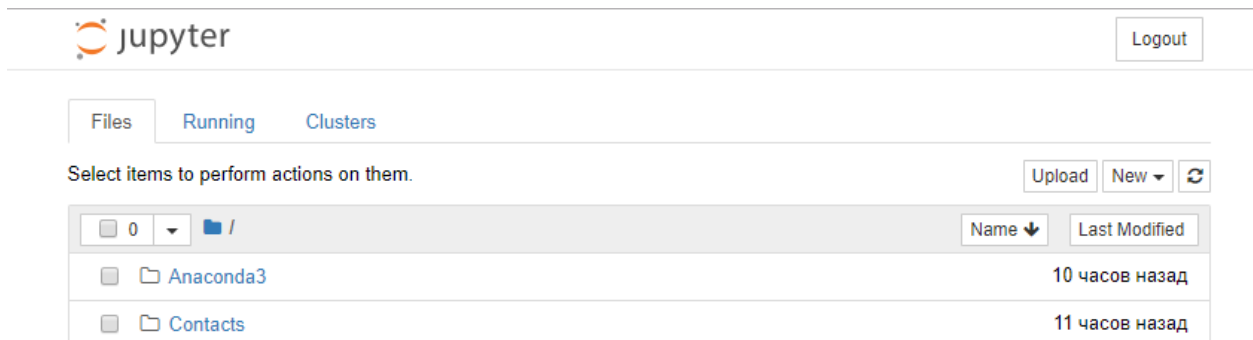 jupyter Logout
Files Running Clusters
Select items to perform actions on them. Upload New
0 / Name Last Modified
Anaconda3 10 часов назад
Contacts 11 часов назад